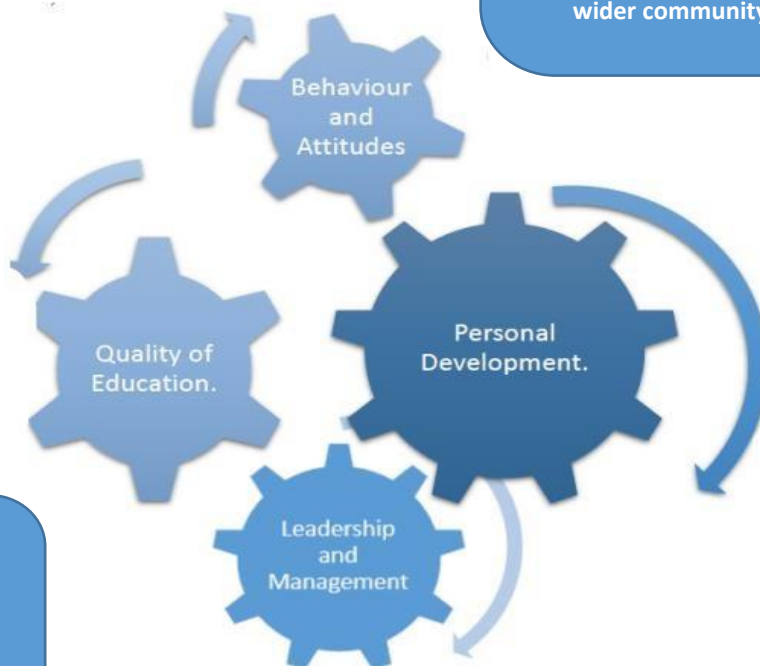 wider community
Behaviour
and
Attitudes
Personal
Development.
Quality of
Education.
Leadership
and
Management